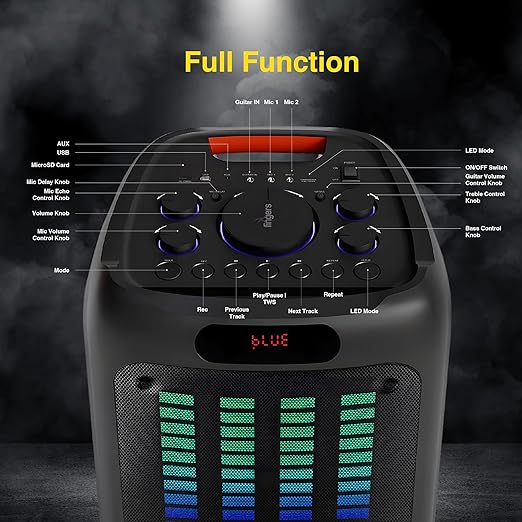 Full Function
Guitar IN Mic 1 Mic 2
AUX
USB
MicroSD Card
Mic Delay Knob
Mic Echo
Control Knob
Volume Knob
Mic Volume
Control Knob
Mode
LED Mode
ON/OFF Switch
Guitar Volume
Control Knob
Treble Control
Knob
Bass Control
Knob
fingers
Rec
Previous
Track
Play/Pause |
TWS
Next Track
Repeat
LED Mode
bLUE